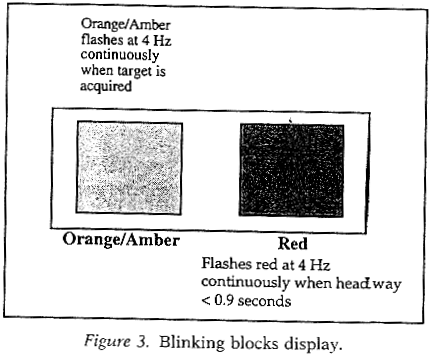 Orange/Amber
flashes at 4 Hz
continuously
when target is
acquired
Orange/Amber
Red
Flashes red at 4 Hz
continuously when headway
< 0.9 seconds
Figure 3. Blinking blocks display.